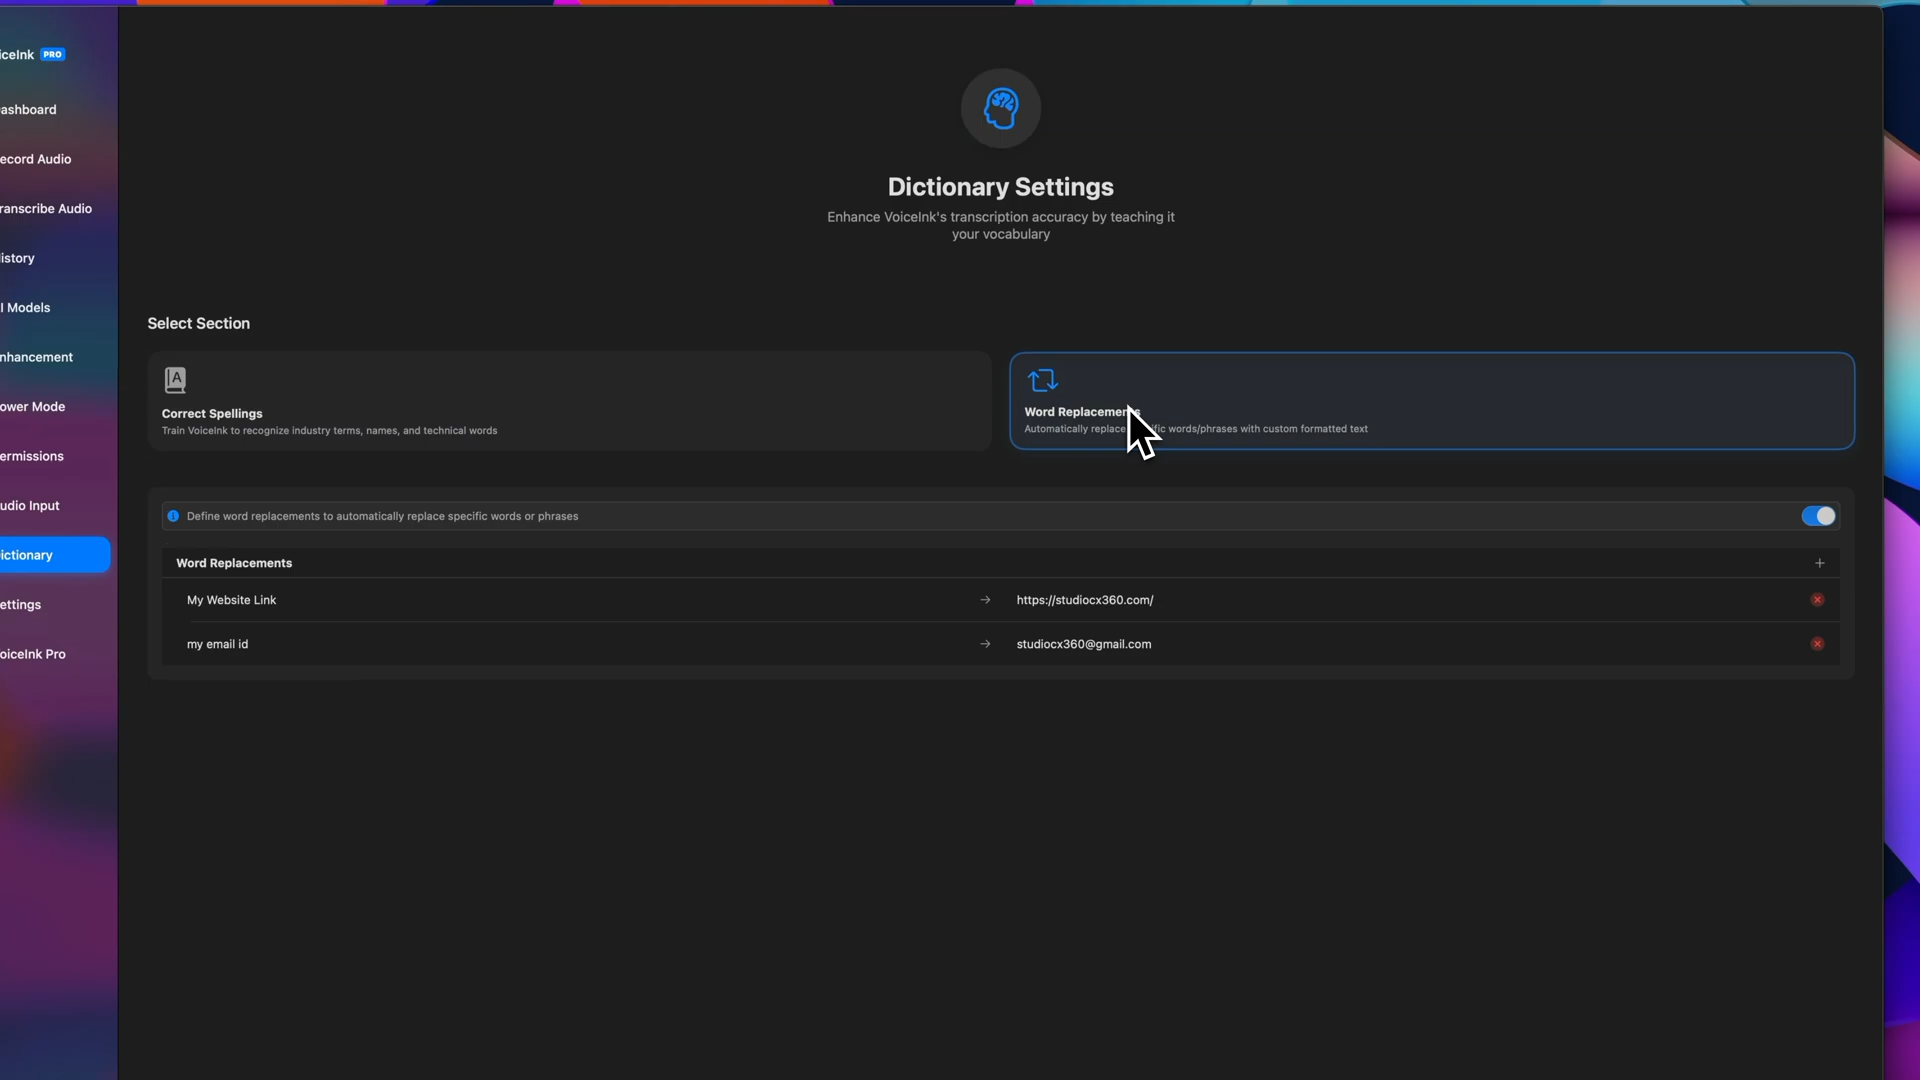 iceInk PRO
ashboard
ecord Audio
ranscribe Audio
istory
I Models
nhancement
ower Mode
ermissions
udio Input
ictionary
ettings
oiceInk Pro
Dictionary Settings
Enhance VoiceInk's transcription accuracy by teaching it
your vocabulary
Select Section
Correct Spellings
Train VoiceInk to recognize industry terms, names, and technical words
Word Replacements
Automatically replace ific words/phrases with custom formatted text
Define word replacements to automatically replace specific words or phrases
Word Replacements +
My Website Link → https://studiocx360.com/
my email id → studiocx360@gmail.com